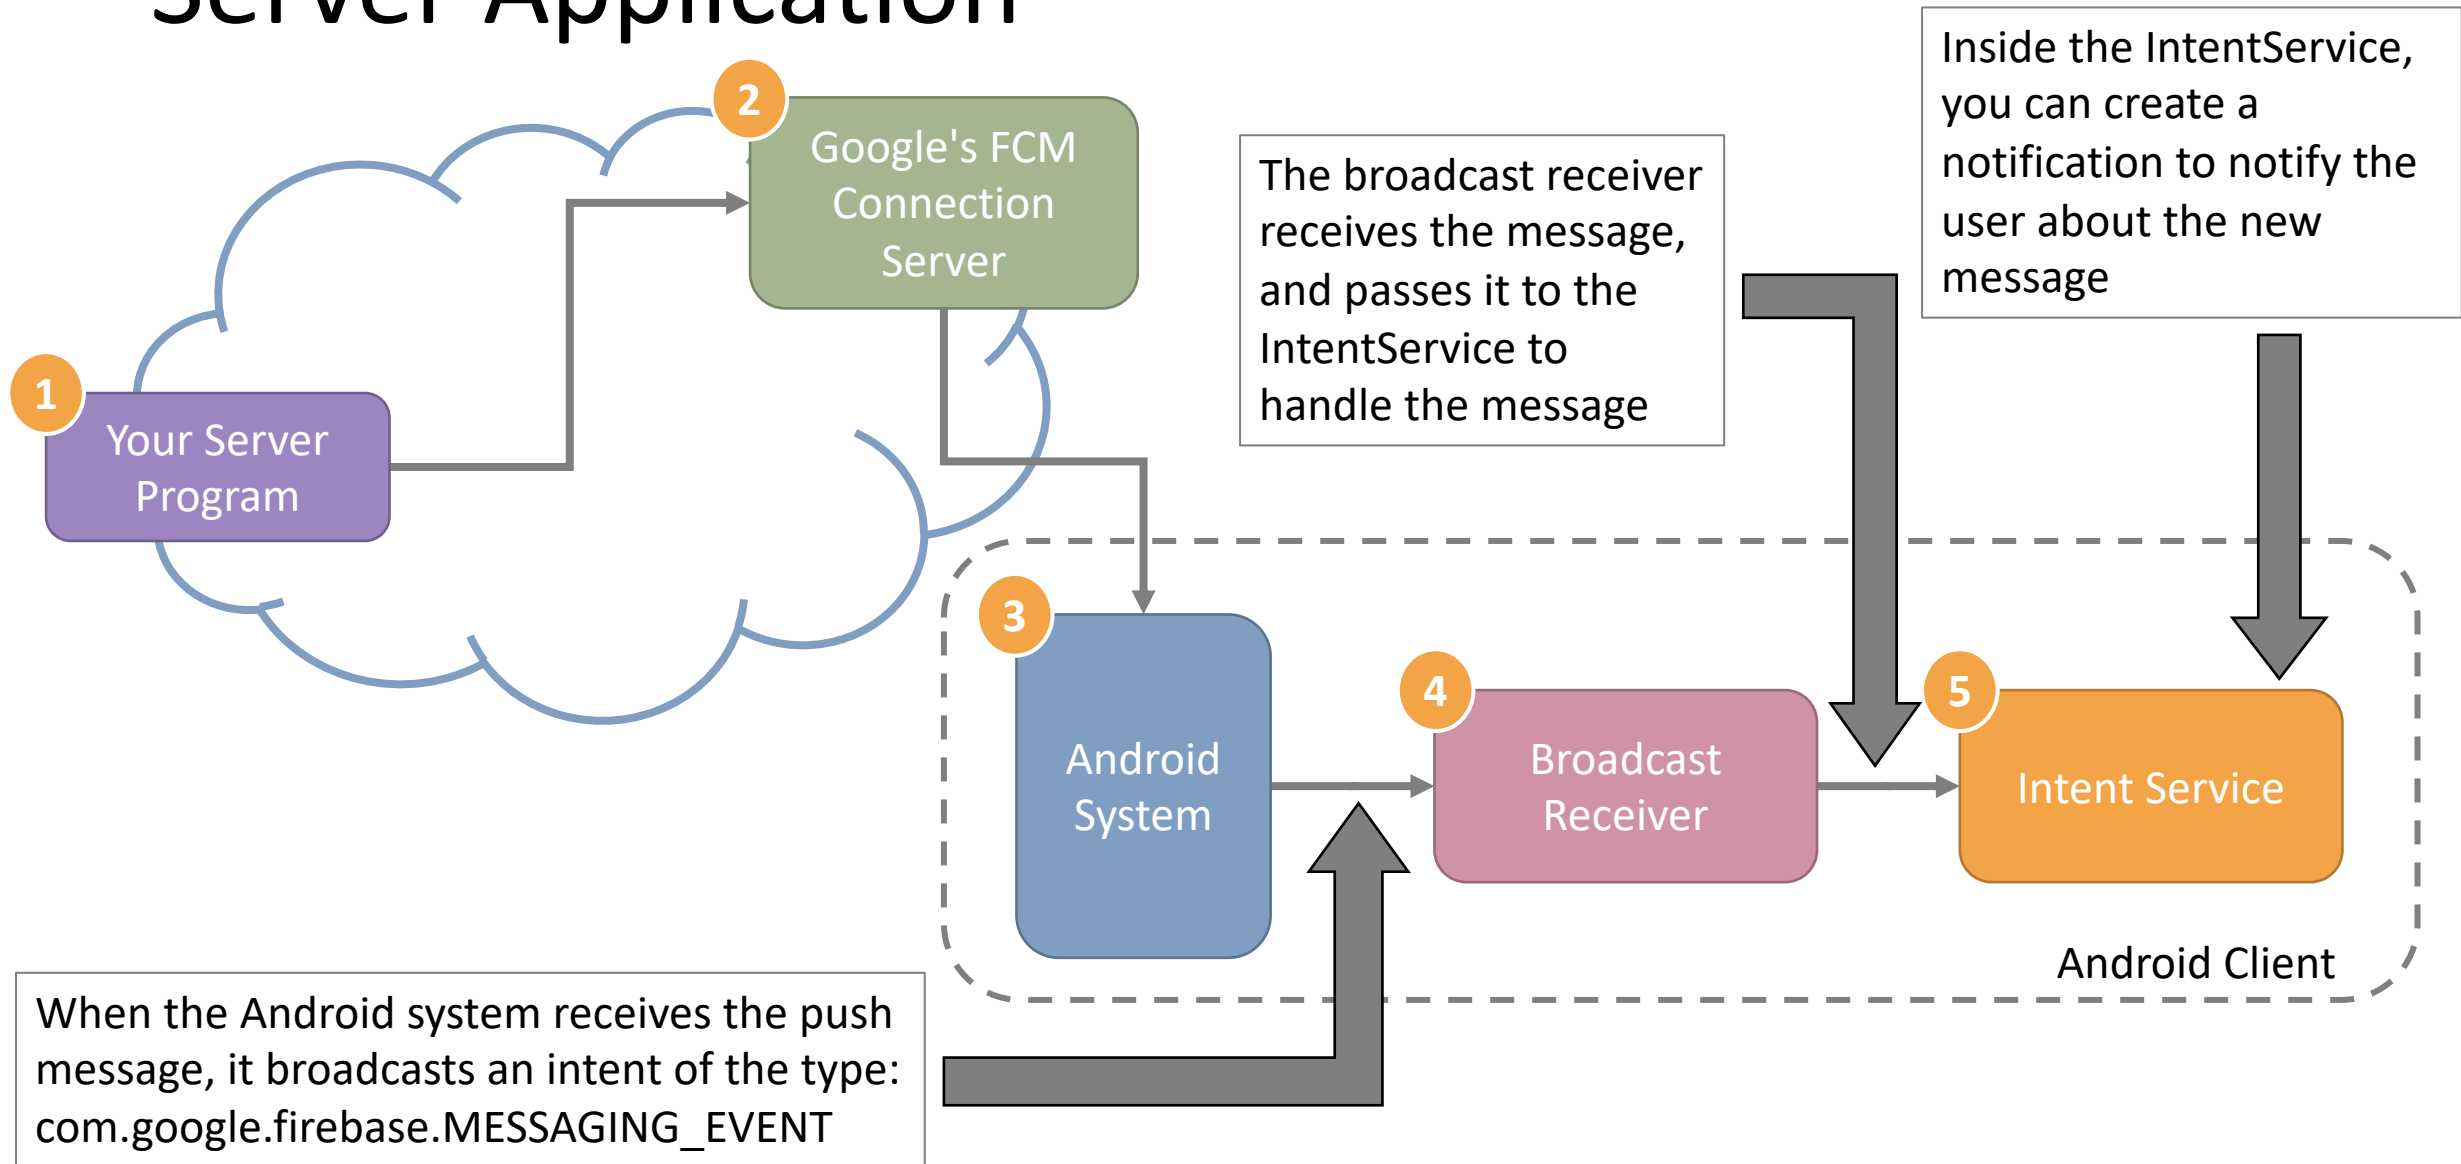 Server Application
2
Google's FCM
Connection
Server
1
Your Server
Program
The broadcast receiver
receives the message,
and passes it to the
IntentService to
handle the message
Inside the IntentService,
you can create a
notification to notify the
user about the new
message
3
Android
System
4
Broadcast
Receiver
5
Intent Service
Android Client
When the Android system receives the push
message, it broadcasts an intent of the type:
com.google.firebase.MESSAGING_EVENT